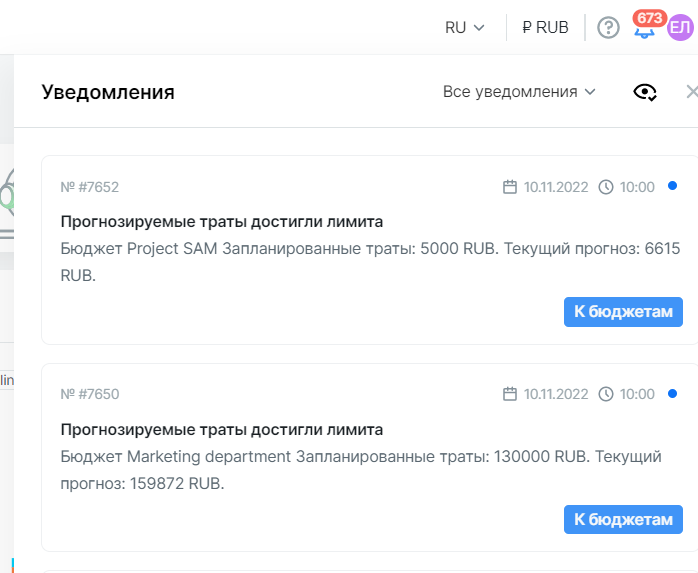 RU
₽ RUB
673
ЕЛ
Уведомления
Все уведомления
№ #7652
10.11.2022
10:00
Прогнозируемые траты достигли лимита
Бюджет Project SAM Запланированные траты: 5000 RUB. Текущий прогноз: 6615
RUB.
К бюджетам
lin
№ #7650
10.11.2022
10:00
Прогнозируемые траты достигли лимита
Бюджет Marketing department Запланированные траты: 130000 RUB. Текущий
прогноз: 159872 RUB.
К бюджетам